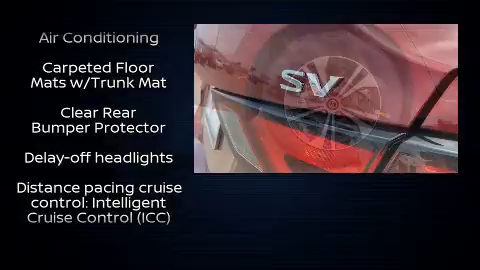 Air Conditioning
Carpeted Floor
Mats w/Trunk Mat
Clear Rear
Bumper Protector
Delay-off headlights
Distance pacing cruise
control: Intelligent
Cruise Control (ICC)
SV